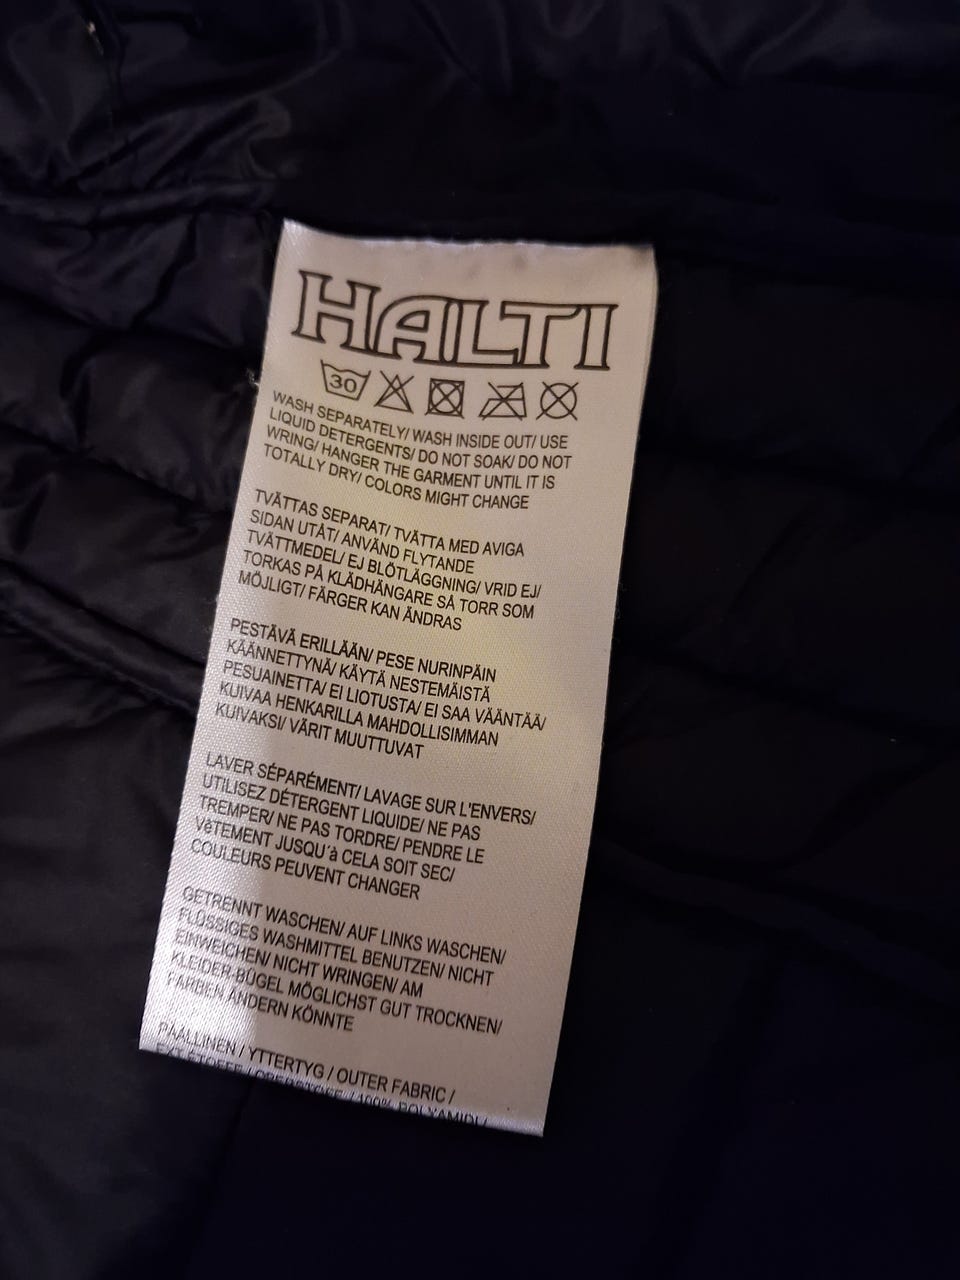 HALTI
30
WASH SEPARATELY/ WASH INSIDE OUT/ USE
LIQUID DETERGENTS/ DO NOT SOAK/ DO NOT
WRING/ HANGER THE GARMENT UNTIL IT IS
TOTALLY DRY/ COLORS MIGHT CHANGE
TVÄTTAS SEPARAT/ TVÄTTA MED AVIGA
SIDAN UTÅT/ ANVÄND FLYTANDE
TVÄTTMEDEL/ EJ BLÖTLÄGGNING/ VRID EJ/
TORKAS PÅ KLÄDHÄNGARE SÅ TORR SOM
MÖJLIGT/ FÄRGER KAN ÄNDRAS
PESTÄVÄ ERILLÄÄN/ PESE NURINPÄIN
KÄÄNNETTYNÄ/ KÄYTÄ NESTEMÄISTÄ
PESUAINETTA/ EI LIOTUSTA/ EI SAA VÄÄNTÄÄ/
KUIVAA HENKARILLA MAHDOLLISIMMAN
KUIVAKSI/ VÄRIT MUUTTUVAT
LAVER SÉPARÉMENT/ LAVAGE SUR L'ENVERS/
UTILISEZ DÉTERGENT LIQUIDE/ NE PAS
TREMPER/ NE PAS TORDRE/ PENDRE LE
VêTEMENT JUSQU´à CELA SOIT SEC/
COULEURS PEUVENT CHANGER
GETRENNT WASCHEN/ AUF LINKS WASCHEN/
FLÜSSIGES WASHMITTEL BENUTZEN/ NICHT
EINWEICHEN/ NICHT WRINGEN/ AM
KLEIDER-BÜGEL MÖGLICHST GUT TROCKNEN/
FARBEN ÄNDERN KÖNNTE
PÄÄLLINEN / YTTERTYG / OUTER FABRIC /
100% POLYAMIDI/